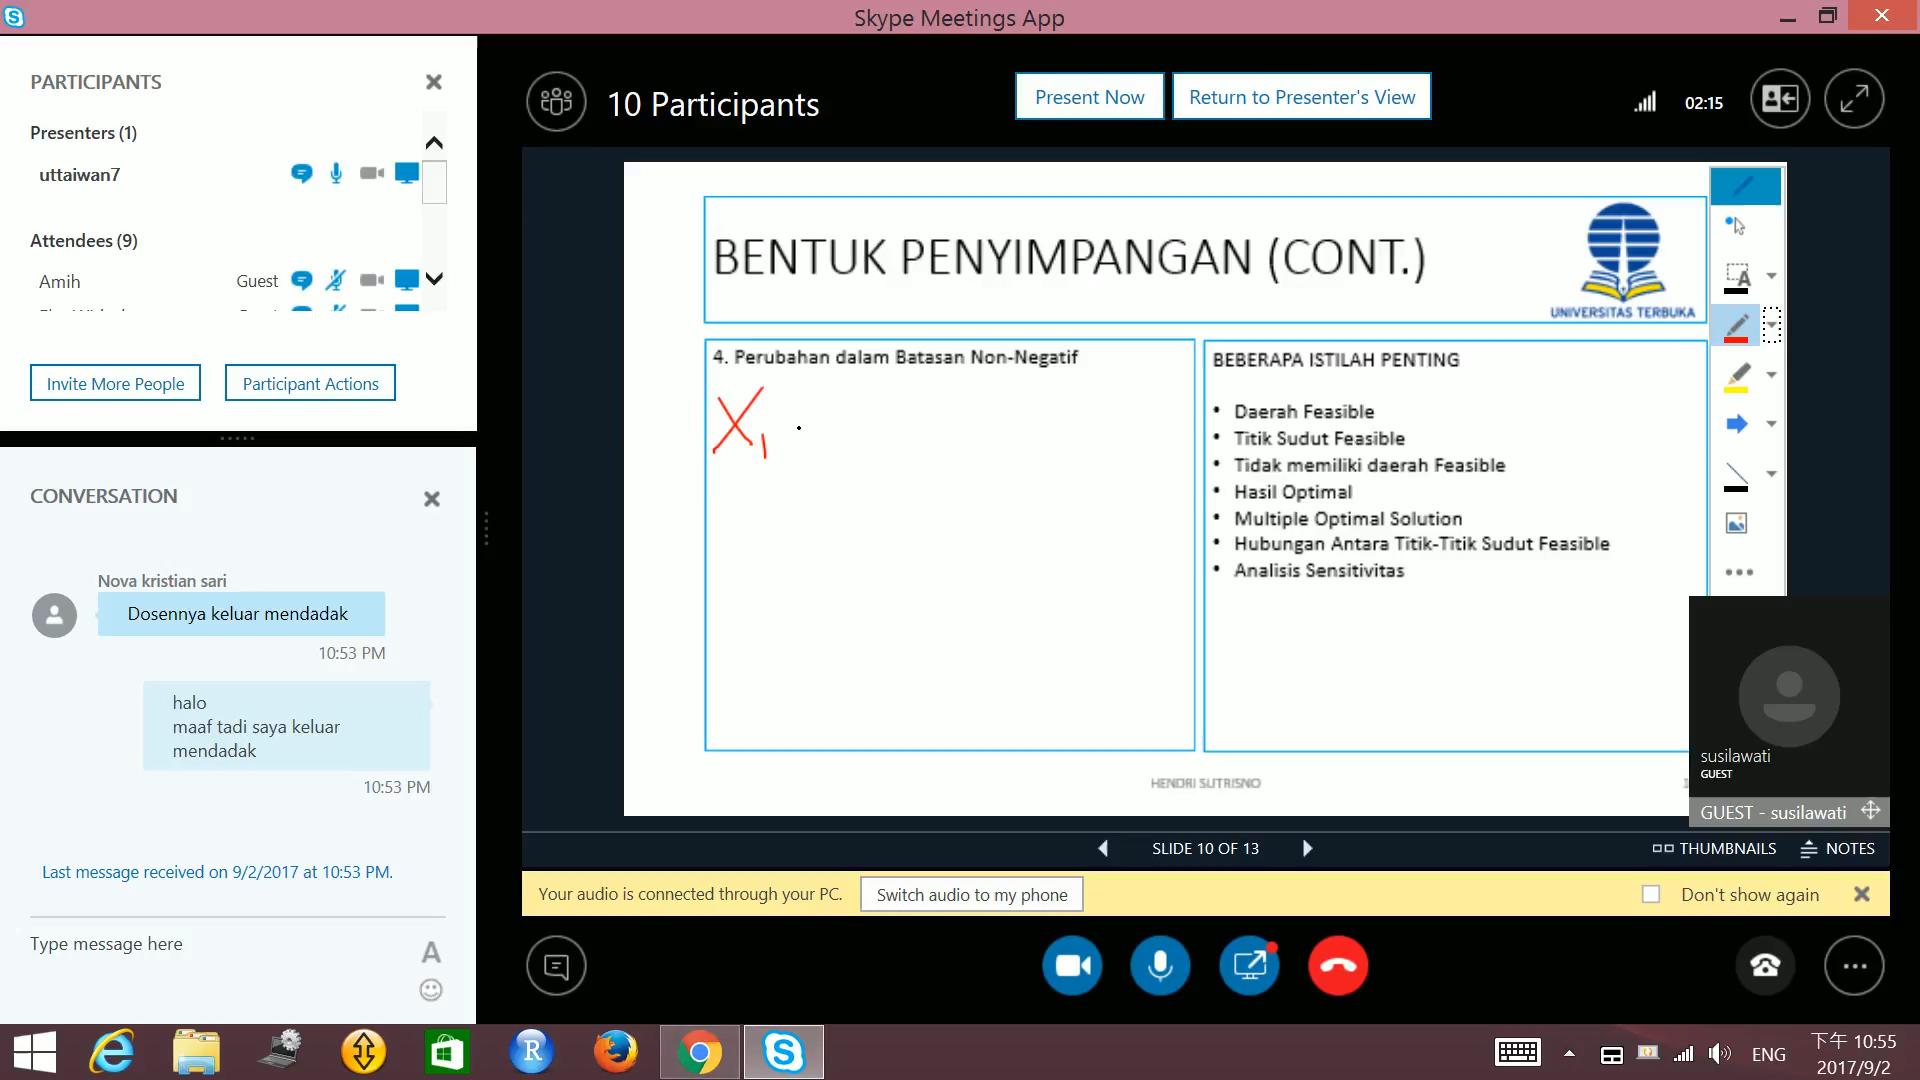 Skype Meetings App
PARTICIPANTS
Presenters (1)
uttaiwan7
Attendees (9)
Amih
Guest
Invite More People
Participant Actions
CONVERSATION
Nova kristian sari
Dosennya keluar mendadak
10:53 PM
halo
maaf tadi saya keluar
mendadak
10:53 PM
Last message received on 9/2/2017 at 10:53 PM.
Type message here
A
10 Participants
Present Now
Return to Presenter's View
02:15
BENTUK PENYIMPANGAN (CONT.)
UNIVERSITAS TERBUKA
4. Perubahan dalam Batasan Non-Negatif
X1
BEBERAPA ISTILAH PENTING
• Daerah Feasible
• Titik Sudut Feasible
• Tidak memiliki daerah Feasible
• Hasil Optimal
• Multiple Optimal Solution
• Hubungan Antara Titik-Titik Sudut Feasible
• Analisis Sensitivitas
HENDRI SUTRISNO
A
susilawati
GUEST
GUEST - susilawati
SLIDE 10 OF 13
THUMBNAILS
NOTES
Your audio is connected through your PC.
Switch audio to my phone
Don't show again
ENG
下午 10:55
2017/9/2